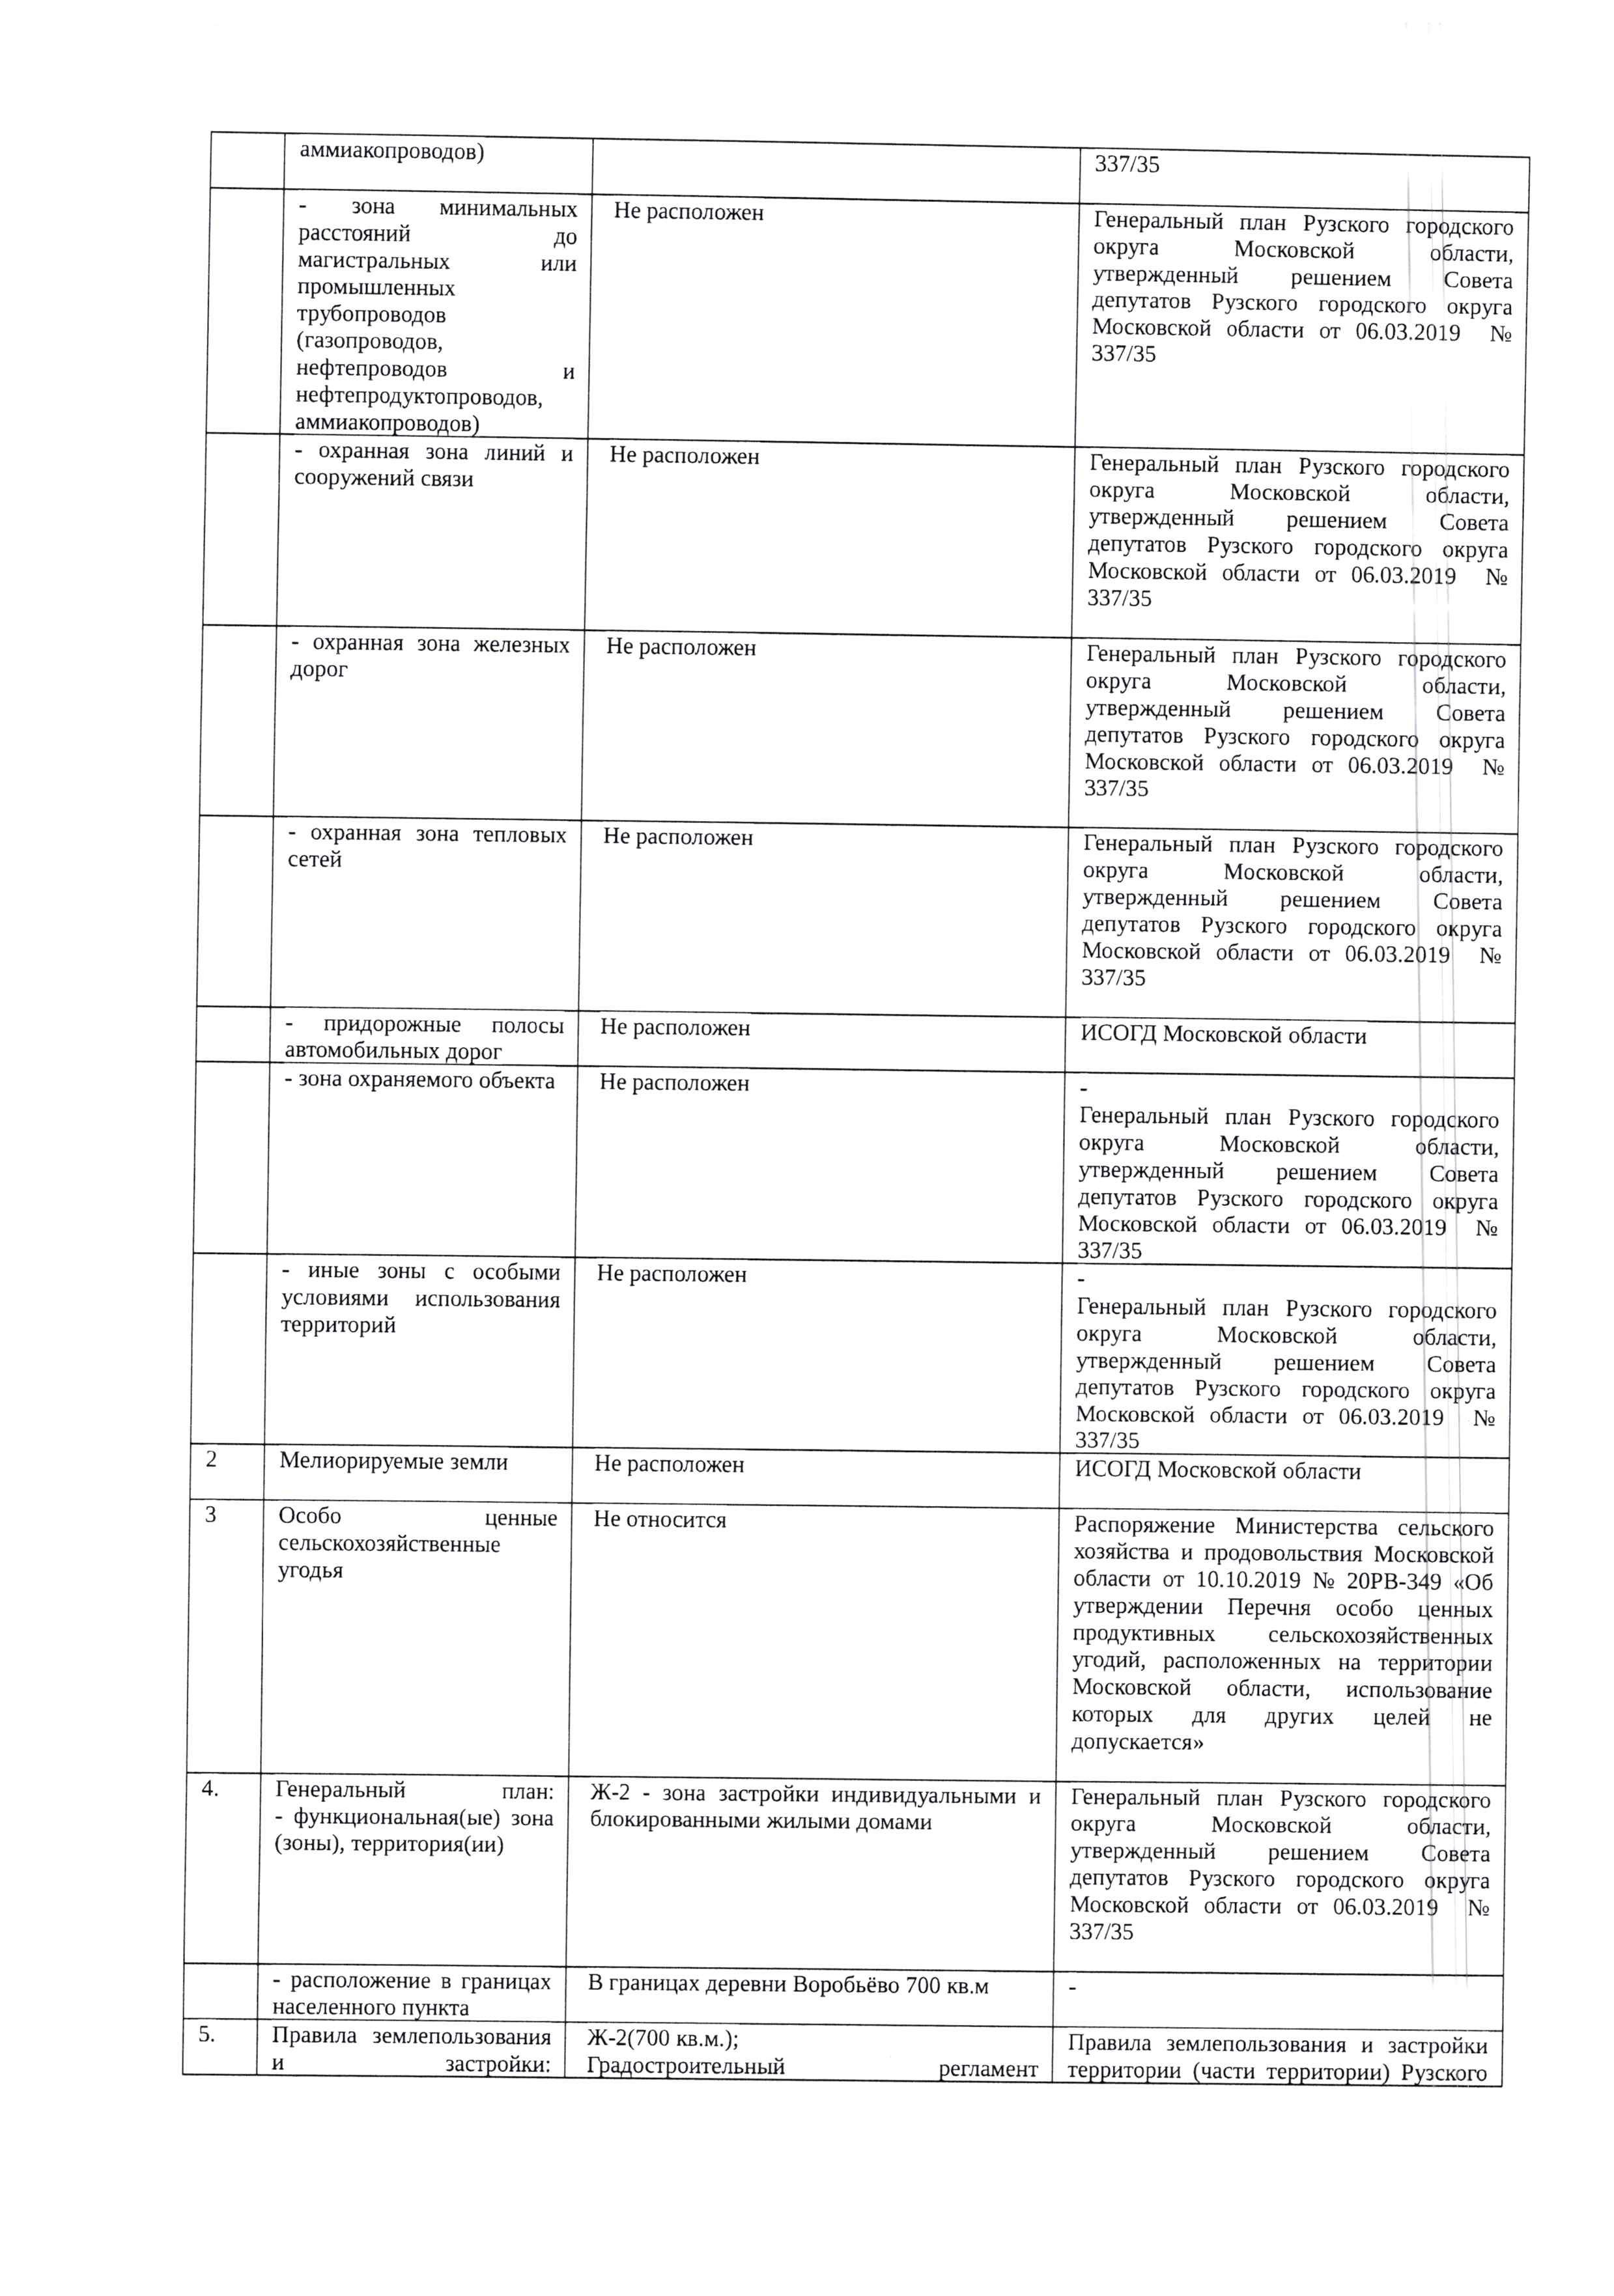 аммиакопроводов)
337/35
- зона минимальных
расстояний до
магистральных или
промышленных
трубопроводов
(газопроводов,
нефтепроводов и
нефтепродуктопроводов,
аммиакопроводов)
Не расположен
Генеральный план Рузского городского
округа Московской области,
утвержденный решением Совета
депутатов Рузского городского округа
Московской области от 06.03.2019 №
337/35
- охранная зона линий и
сооружений связи
Не расположен
Генеральный план Рузского городского
округа Московской области,
утвержденный решением Совета
депутатов Рузского городского округа
Московской области от 06.03.2019 №
337/35
- охранная зона железных
дорог
Не расположен
Генеральный план Рузского городского
округа Московской области,
утвержденный решением Совета
депутатов Рузского городского округа
Московской области от 06.03.2019 №
337/35
- охранная зона тепловых
сетей
Не расположен
Генеральный план Рузского городского
округа Московской области,
утвержденный решением Совета
депутатов Рузского городского округа
Московской области от 06.03.2019 №
337/35
- придорожные полосы
автомобильных дорог
Не расположен
ИСОГД Московской области
- зона охраняемого объекта
Не расположен
-
Генеральный план Рузского городского
округа Московской области,
утвержденный решением Совета
депутатов Рузского городского округа
Московской области от 06.03.2019 №
337/35
- иные зоны с особыми
условиями использования
территорий
Не расположен
-
Генеральный план Рузского городского
округа Московской области,
утвержденный решением Совета
депутатов Рузского городского округа
Московской области от 06.03.2019 №
337/35
2
Мелиорируемые земли
Не расположен
ИСОГД Московской области
3
Особо ценные
сельскохозяйственные
угодья
Не относится
Распоряжение Министерства сельского
хозяйства и продовольствия Московской
области от 10.10.2019 № 20РВ-349 «Об
утверждении Перечня особо ценных
продуктивных сельскохозяйственных
угодий, расположенных на территории
Московской области, использование
которых для других целей не
допускается»
4.
Генеральный план:
- функциональная(ые) зона
(зоны), территория(ии)
Ж-2 - зона застройки индивидуальными и
блокированными жилыми домами
Генеральный план Рузского городского
округа Московской области,
утвержденный решением Совета
депутатов Рузского городского округа
Московской области от 06.03.2019 №
337/35
- расположение в границах
населенного пункта
В границах деревни Воробьёво 700 кв.м
-
5.
Правила землепользования
и застройки:
Ж-2(700 кв.м.);
Градостроительный регламент
Правила землепользования и застройки
территории (части территории) Рузского